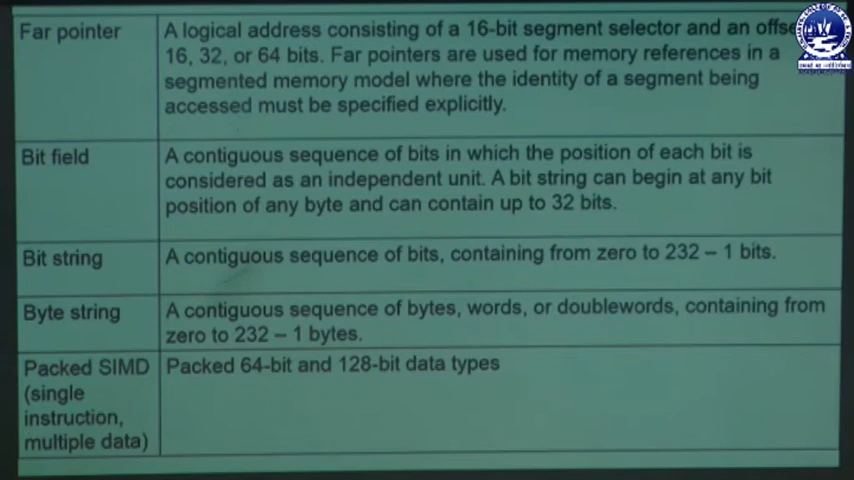 Far pointer
A logical address consisting of a 16-bit segment selector and an
16, 32, or 64 bits. Far pointers are used for memory references in a
segmented memory model where the identity of a segment being
accessed must be specified explicitly.
Bit field
A contiguous sequence of bits in which the position of each bit is
considered as an independent unit. A bit string can begin at any bit
position of any byte and can contain up to 32 bits.
Bit string
A contiguous sequence of bits, containing from zero to 232 – 1 bits.
Byte string
A contiguous sequence of bytes, words, or doublewords, containing from
zero to 232 – 1 bytes.
Packed SIMD
(single
instruction,
multiple data)
Packed 64-bit and 128-bit data types